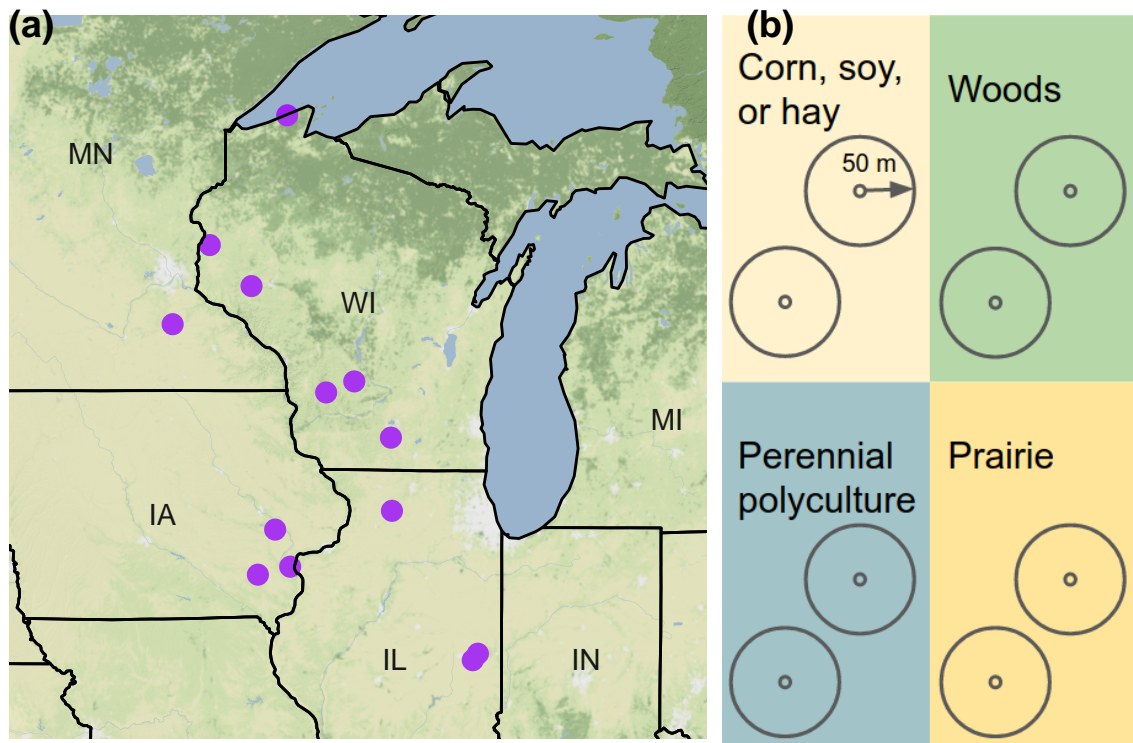 (a)
MN
WI
MI
IA
IL
IN
(b)
Corn, soy,
or hay
50 m
Woods
Perennial
polyculture
Prairie